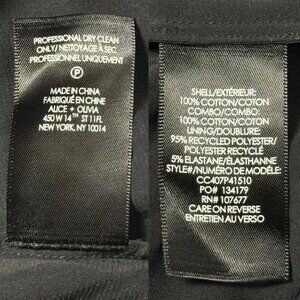 PROFESSIONAL DRY CLEAN
ONLY/NETTOYAGE À SEC
PROFESSIONNEL UNIQUEMENT
P
MADE IN CHINA
FABRIQUÉ EN CHINE
ALICE + OLIVIA
450 W 14TH ST 11FL
NEW YORK, NY 10014
SHELL/EXTÉRIEUR:
100% COTTON/COTON
COMBO/COMBO:
100% COTTON/COTON
LINING/DOUBLURE:
95% RECYCLED POLYESTER/
POLYESTER RECYCLÉ
5% ELASTANE/ÉLASTHANNE
STYLE#/NUMÉRO DE MODÈLE:
CC407P41510
PO# 134179
RN# 107677
CARE ON REVERSE
ENTRETIEN AU VERSO